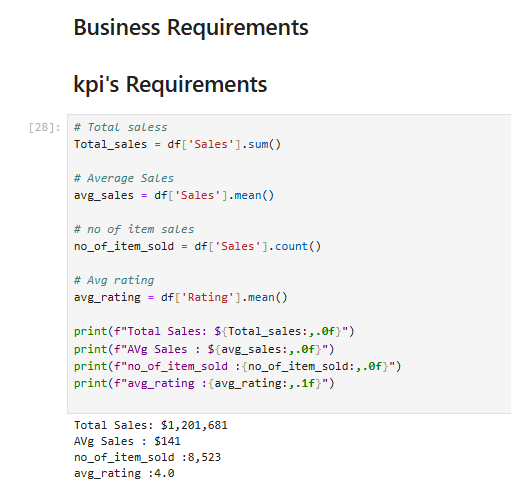 Business Requirements
kpi's Requirements
[28]:
# Total saless
Total_sales = df['Sales'].sum()
# Average Sales
avg_sales = df['Sales'].mean()
# no of item sales
no_of_item_sold = df['Sales'].count()
# Avg rating
avg_rating = df['Rating'].mean()
print(f"Total Sales: ${Total_sales:,.0f}")
print(f"AVg Sales : ${avg_sales:,.0f}")
print(f"no_of_item_sold :{no_of_item_sold:,.0f}")
print(f"avg_rating :{avg_rating:,.1f}")
Total Sales: $1,201,681
AVg Sales : $141
no_of_item_sold :8,523
avg_rating :4.0